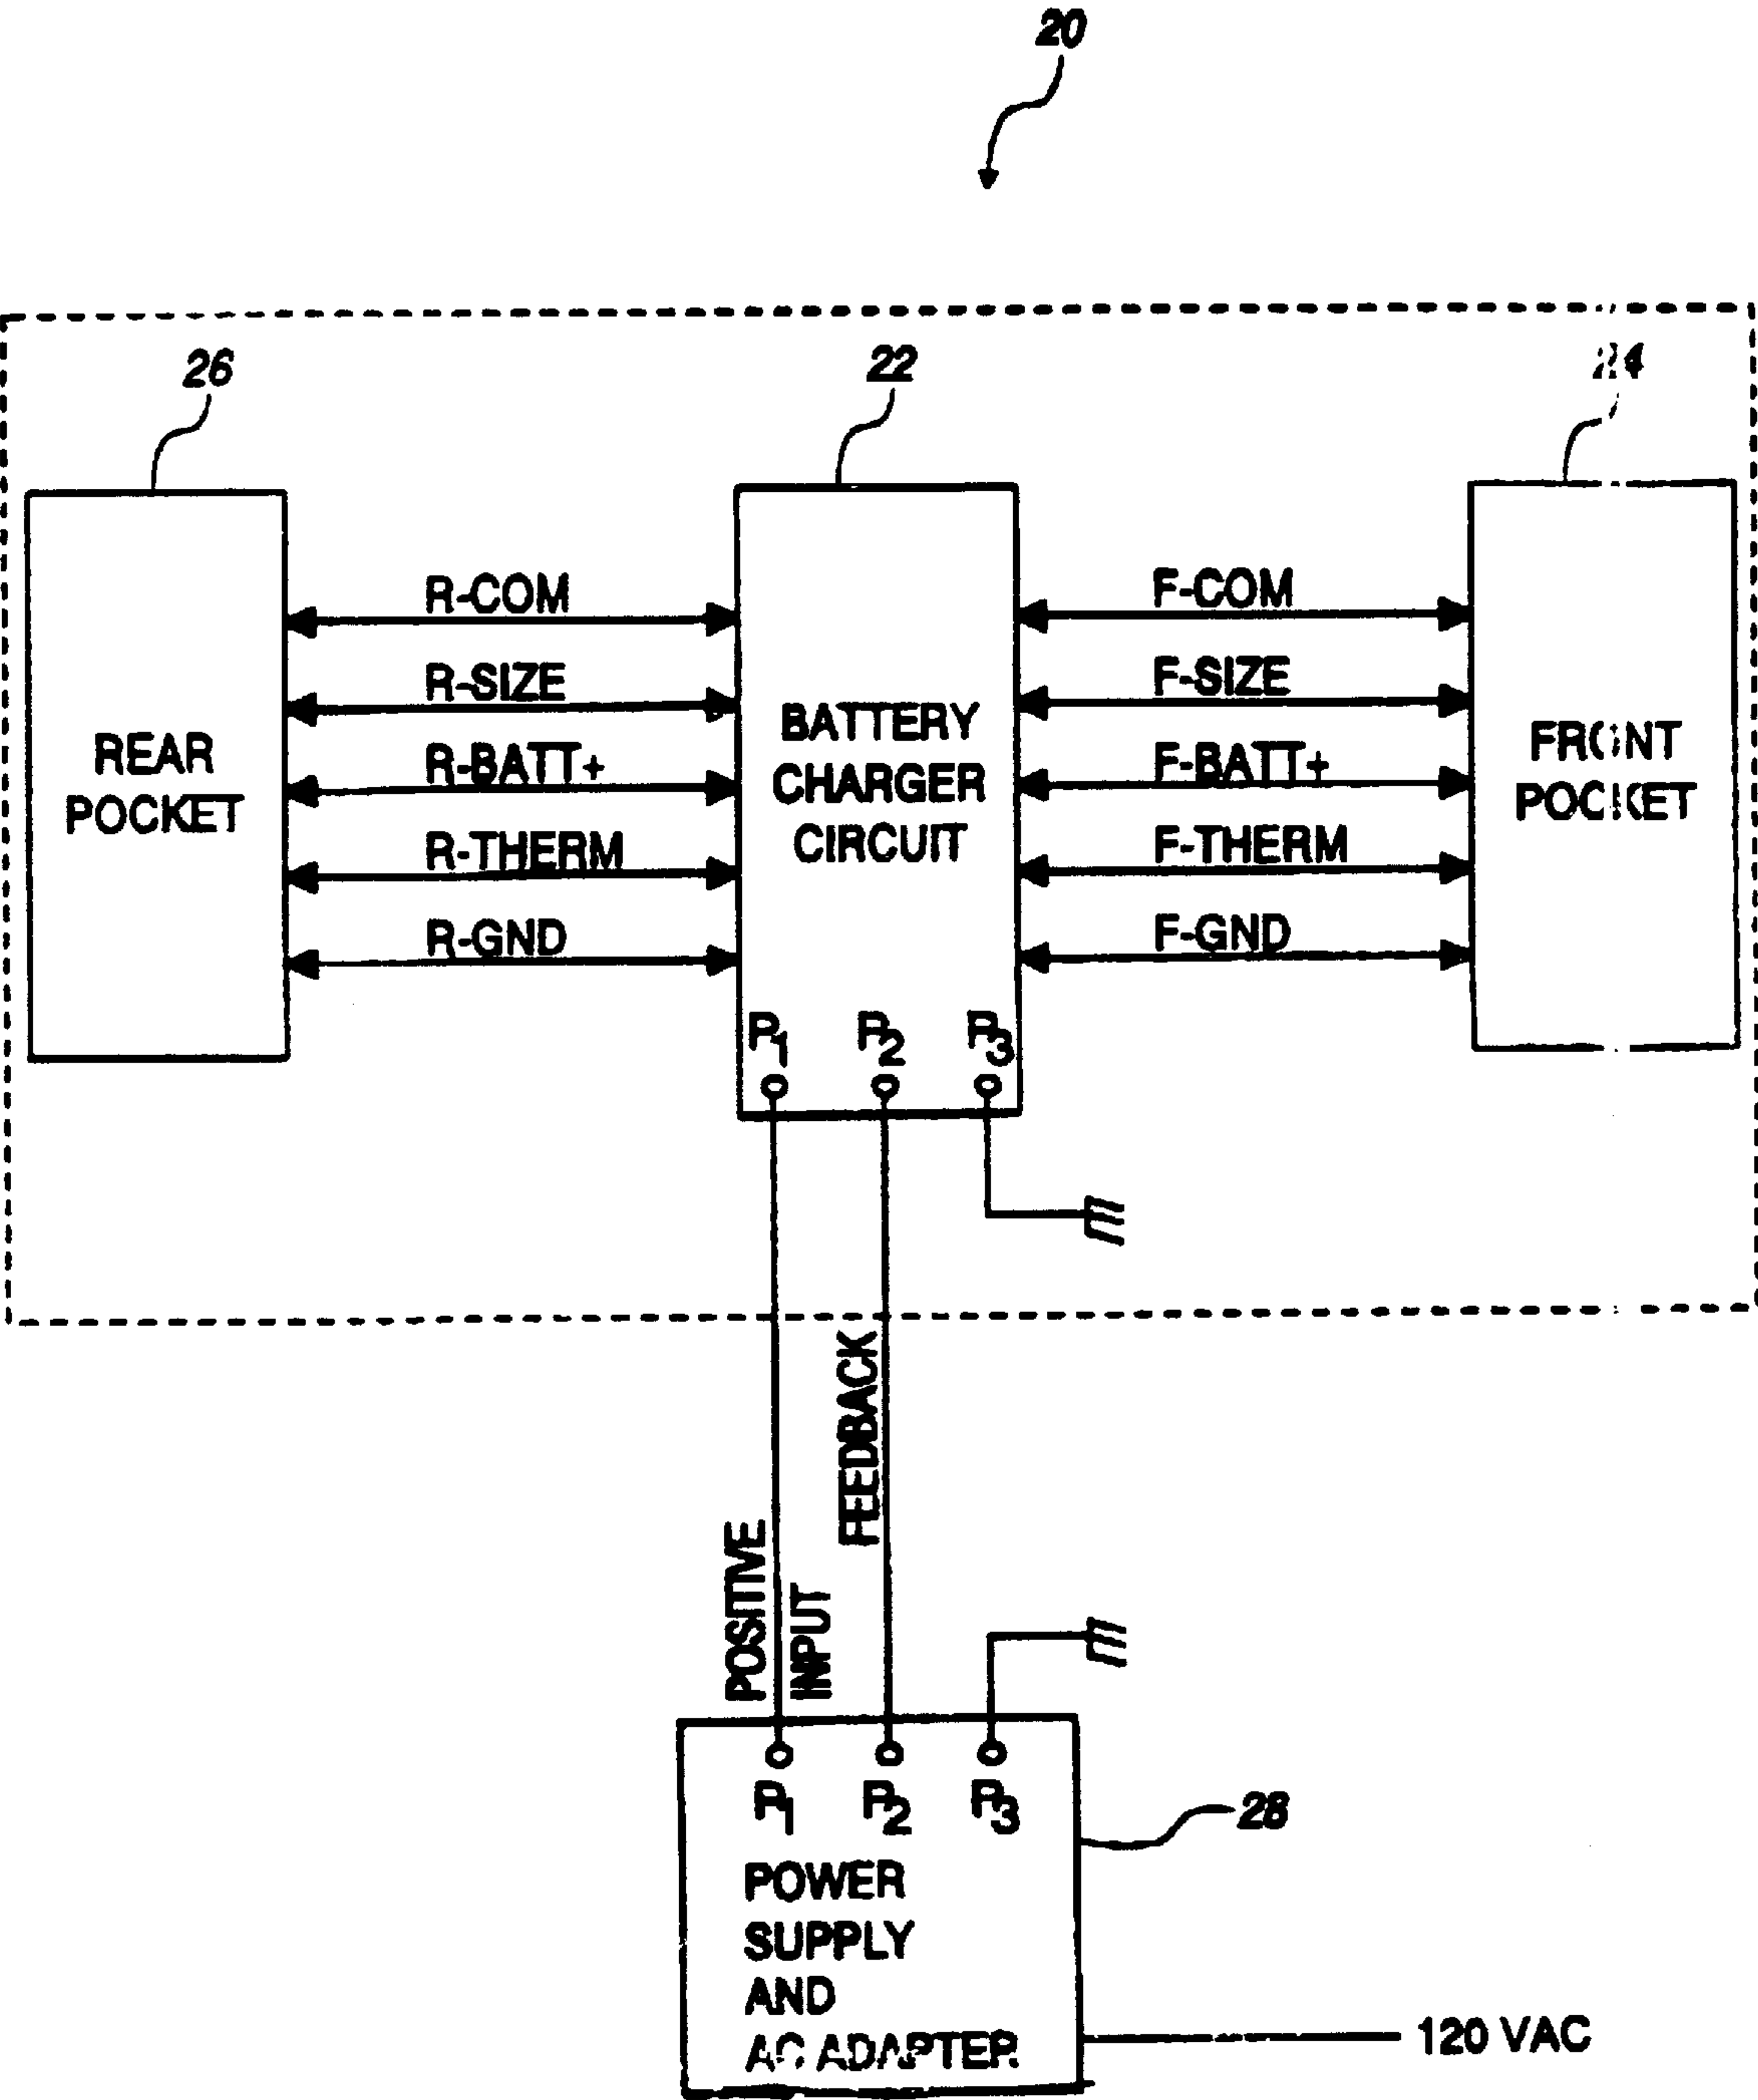 20
26
22
24
R-COM
R-SIZE
R-BATT+
R-THERM
R-GND
REAR
POCKET
BATTERY
CHARGER
CIRCUIT
F-COM
F-SIZE
F-BATT+
F-THERM
F-GND
FRONT
POCKET
P1 P2 P3
FEEDBACK
POSITIVE
INPUT
P1 P2 P3
28
POWER
SUPPLY
AND
AC ADAPTER
120 VAC